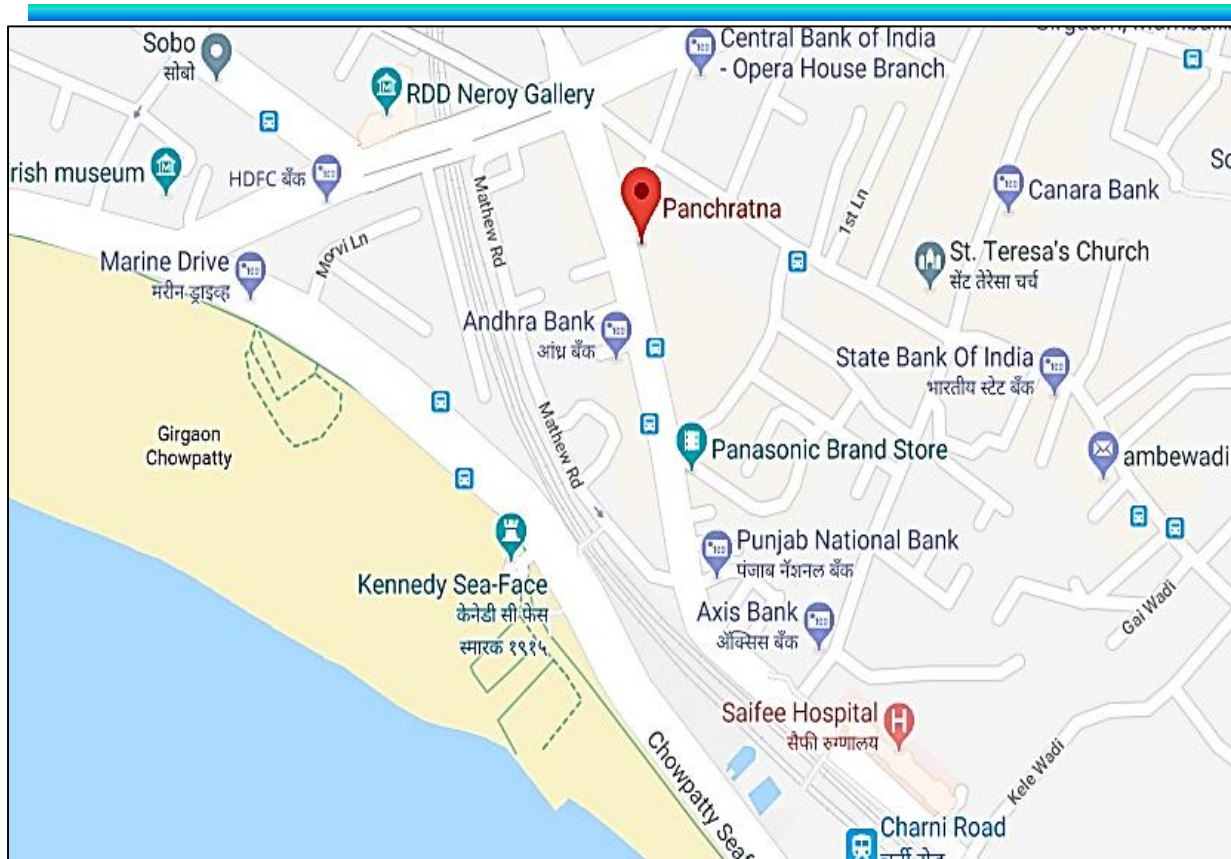 Sobo
सोबो
Central Bank of India
- Opera House Branch
RDD Neroy Gallery
rish museum
HDFC बँक
Mathew Rd
Panchratna
1st Ln
Canara Bank
Morvi Ln
Marine Drive
मरीन ड्राइव्ह
St. Teresa's Church
सेंट तेरेसा चर्च
Andhra Bank
आंध्र बँक
State Bank Of India
भारतीय स्टेट बँक
Mathew Rd
Girgaon
Chowpatty
Panasonic Brand Store
ambewadi
Punjab National Bank
पंजाब नॅशनल बँक
Kennedy Sea-Face
केनेडी सी फेस
स्मारक १९१५
Axis Bank
ॲक्सिस बँक
Gai Wadi
Saifee Hospital
सैफी रुग्णालय
Kele Wadi
Chowpatty Seaf
Charni Road